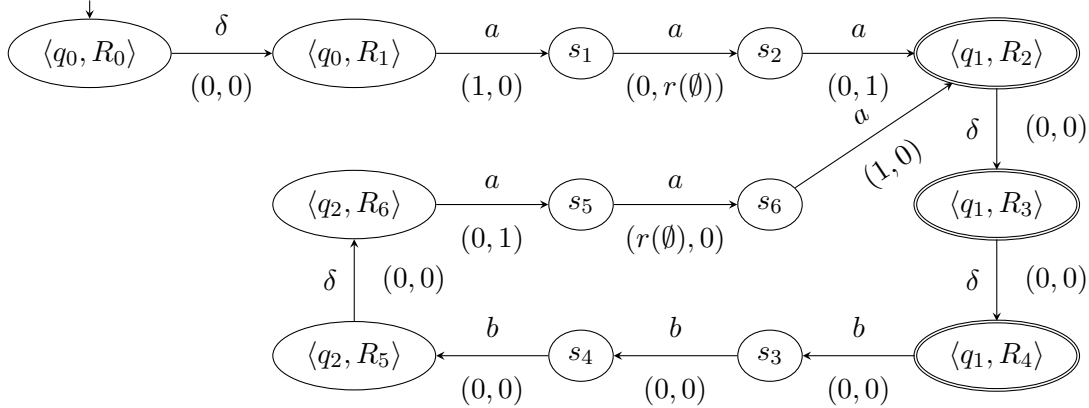 δ a a a
⟨q₀, R₀⟩ ⟨q₀, R₁⟩ s₁ s₂ ⟨q₁, R₂⟩
(0, 0) (1, 0) (0, r(∅)) (0, 1)
a δ (0, 0)
a a (1, 0)
⟨q₂, R₆⟩ s₅ s₆ ⟨q₁, R₃⟩
(0, 1) (r(∅), 0)
δ (0, 0) δ (0, 0)
b b b
⟨q₂, R₅⟩ s₄ s₃ ⟨q₁, R₄⟩
(0, 0) (0, 0) (0, 0)